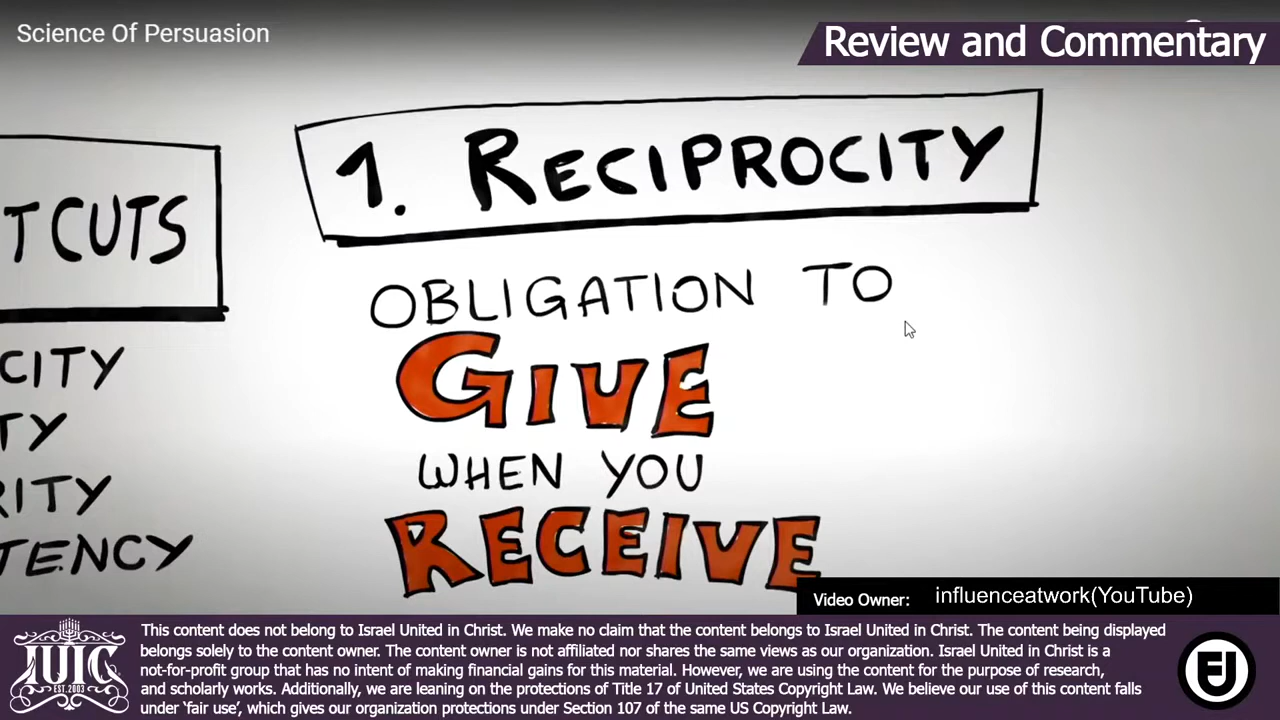 Science Of Persuasion
Review and Commentary
1. RECIPROCITY
TCUTS
OBLIGATION TO
GIVE
WHEN YOU
RECEIVE
CITY
TY
RITY
TENCY
Video Owner: influenceatwork(YouTube)
This content does not belong to Israel United in Christ. We make no claim that the content belongs to Israel United in Christ. The content being displayed
belongs solely to the content owner. The content owner is not affiliated nor shares the same views as our organization. Israel United in Christ is a
not-for-profit group that has no intent of making financial gains for this material. However, we are using the content for the purpose of research,
and scholarly works. Additionally, we are leaning on the protections of Title 17 of United States Copyright Law. We believe our use of this content falls
under ‘fair use’, which gives our organization protections under Section 107 of the same US Copyright Law.
IUIC
EST. 2003